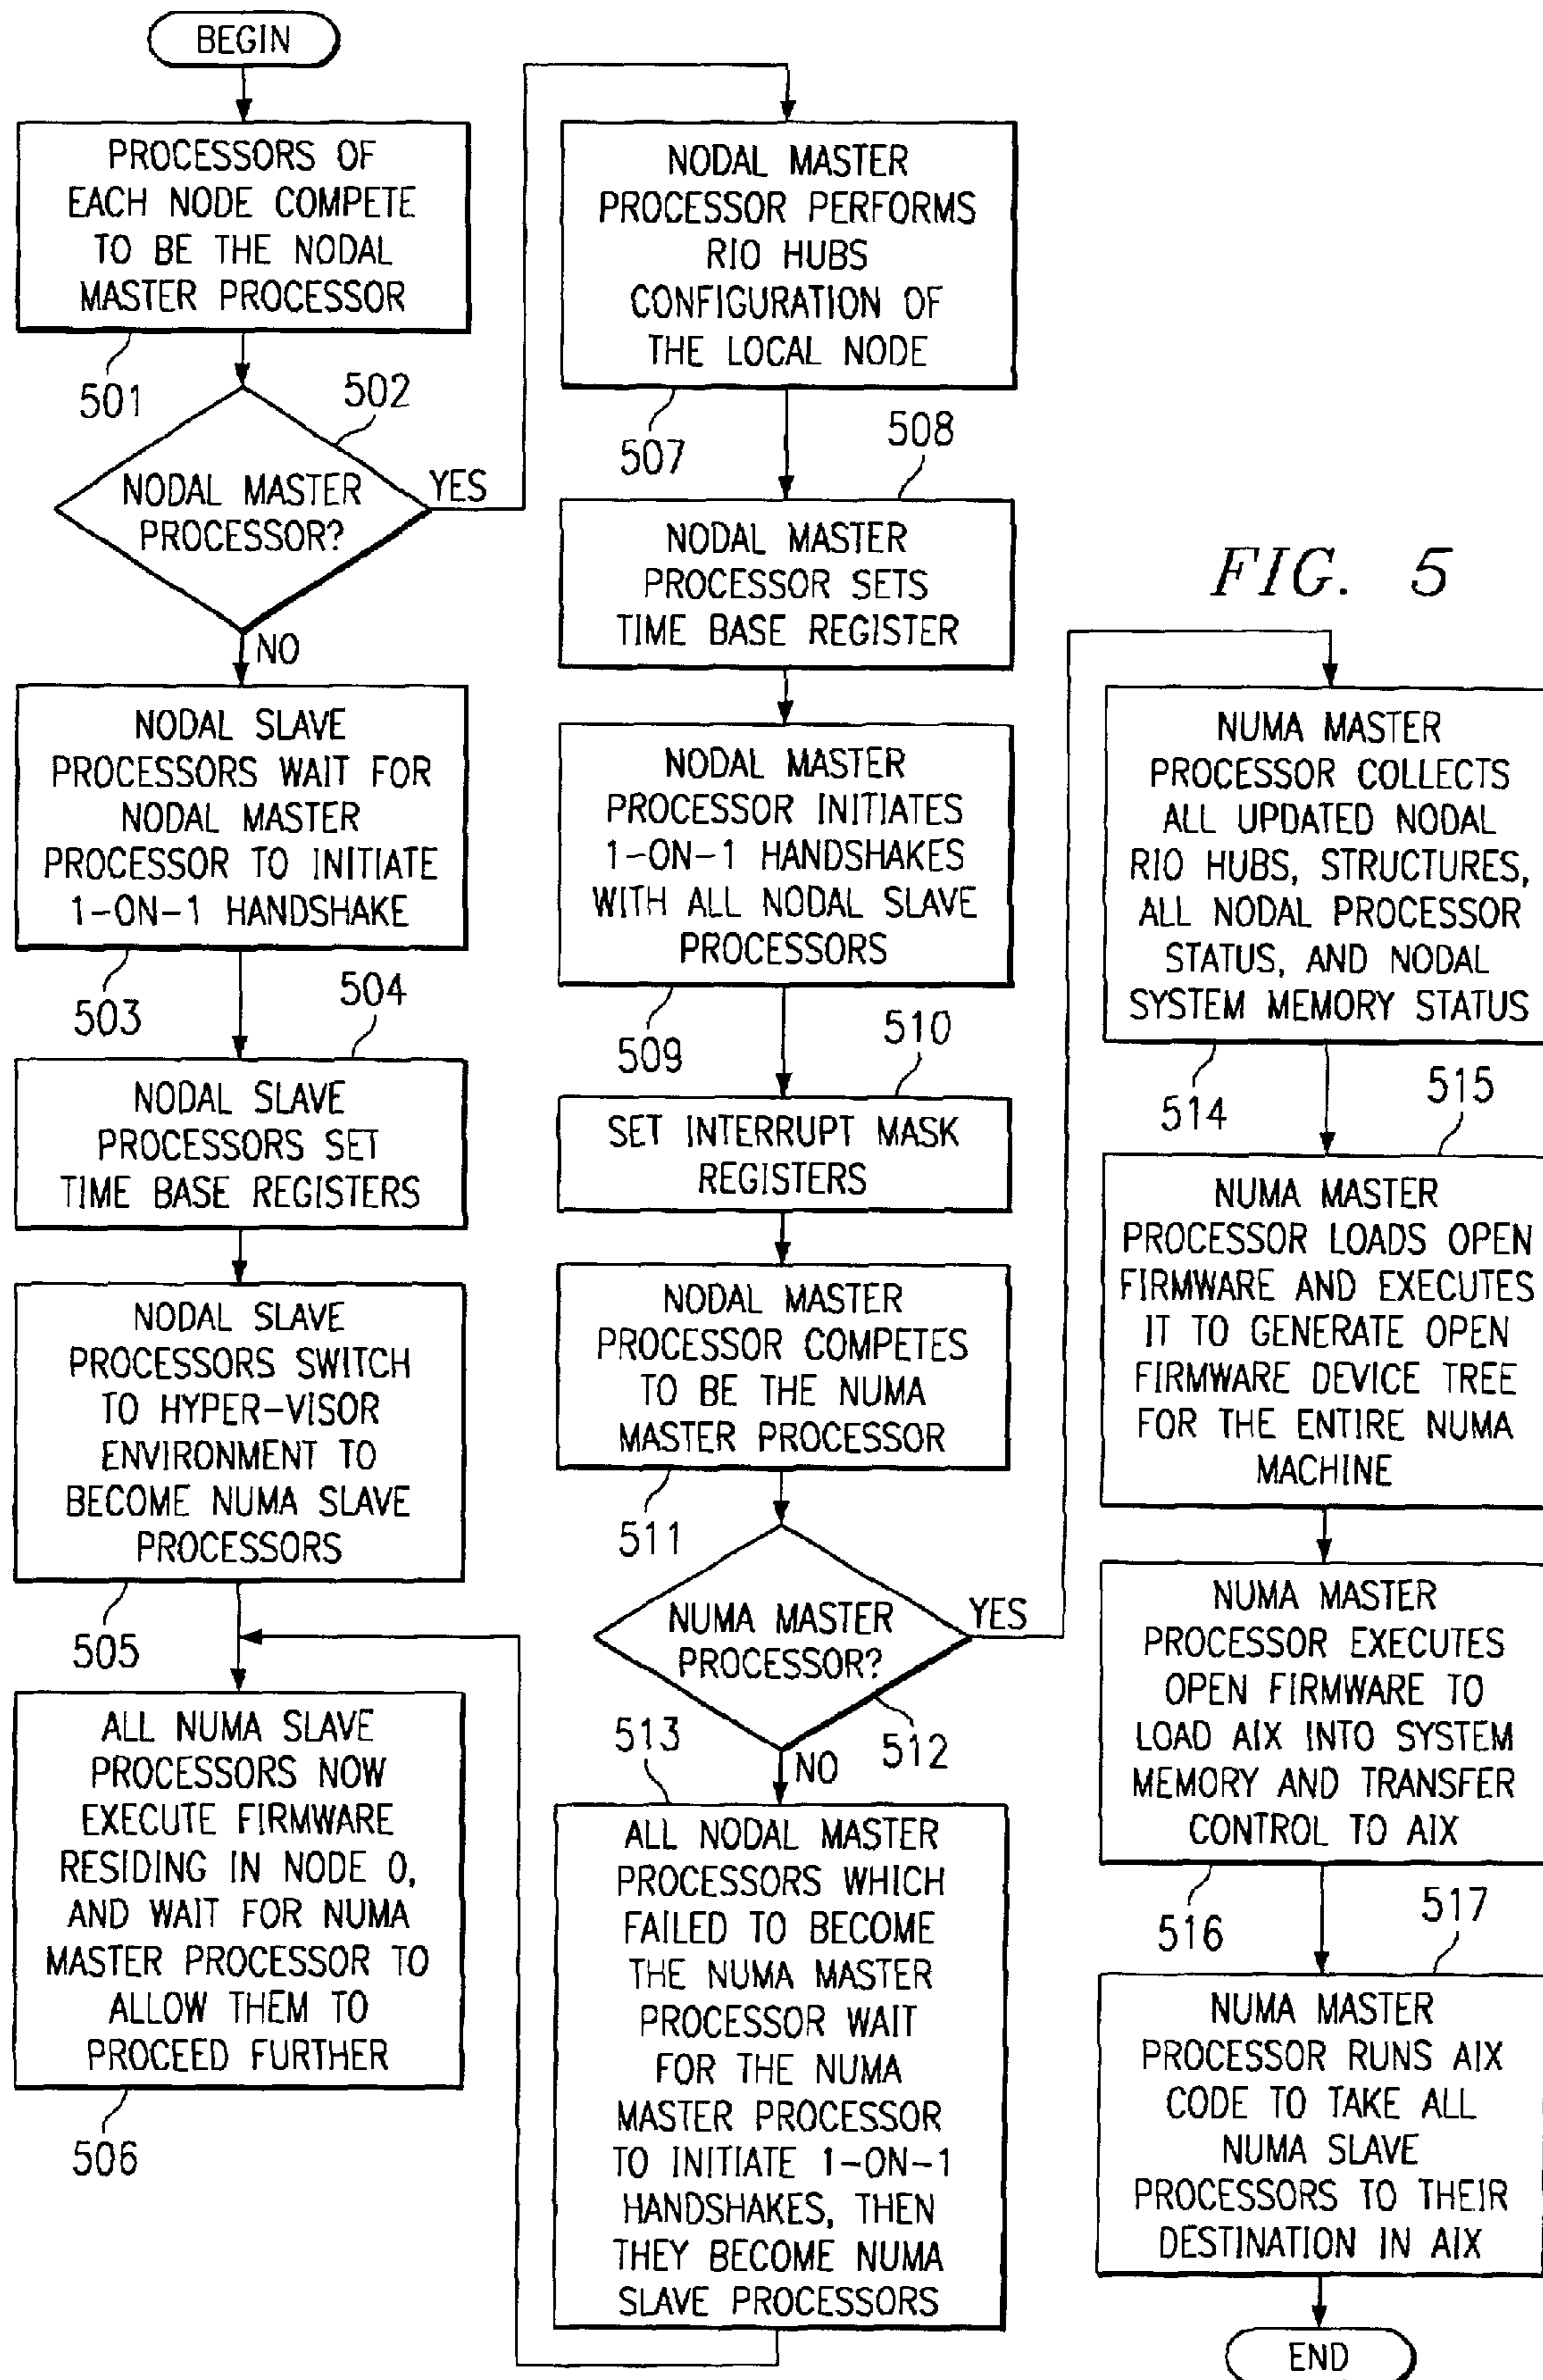 BEGIN
PROCESSORS OF
EACH NODE COMPETE
TO BE THE NODAL
MASTER PROCESSOR
501
502
NODAL MASTER
PROCESSOR?
YES
NO
NODAL SLAVE
PROCESSORS WAIT FOR
NODAL MASTER
PROCESSOR TO INITIATE
1-ON-1 HANDSHAKE
503
504
NODAL SLAVE
PROCESSORS SET
TIME BASE REGISTERS
NODAL SLAVE
PROCESSORS SWITCH
TO HYPER-VISOR
ENVIRONMENT TO
BECOME NUMA SLAVE
PROCESSORS
505
ALL NUMA SLAVE
PROCESSORS NOW
EXECUTE FIRMWARE
RESIDING IN NODE 0,
AND WAIT FOR NUMA
MASTER PROCESSOR TO
ALLOW THEM TO
PROCEED FURTHER
506
NODAL MASTER
PROCESSOR PERFORMS
RIO HUBS
CONFIGURATION OF
THE LOCAL NODE
507
508
NODAL MASTER
PROCESSOR SETS
TIME BASE REGISTER
NODAL MASTER
PROCESSOR INITIATES
1-ON-1 HANDSHAKES
WITH ALL NODAL SLAVE
PROCESSORS
509
510
SET INTERRUPT MASK
REGISTERS
NODAL MASTER
PROCESSOR COMPETES
TO BE THE NUMA
MASTER PROCESSOR
511
NUMA MASTER
PROCESSOR?
YES
512
513
NO
ALL NODAL MASTER
PROCESSORS WHICH
FAILED TO BECOME
THE NUMA MASTER
PROCESSOR WAIT
FOR THE NUMA
MASTER PROCESSOR
TO INITIATE 1-ON-1
HANDSHAKES, THEN
THEY BECOME NUMA
SLAVE PROCESSORS
FIG. 5
NUMA MASTER
PROCESSOR COLLECTS
ALL UPDATED NODAL
RIO HUBS, STRUCTURES,
ALL NODAL PROCESSOR
STATUS, AND NODAL
SYSTEM MEMORY STATUS
514
515
NUMA MASTER
PROCESSOR LOADS OPEN
FIRMWARE AND EXECUTES
IT TO GENERATE OPEN
FIRMWARE DEVICE TREE
FOR THE ENTIRE NUMA
MACHINE
NUMA MASTER
PROCESSOR EXECUTES
OPEN FIRMWARE TO
LOAD AIX INTO SYSTEM
MEMORY AND TRANSFER
CONTROL TO AIX
516
517
NUMA MASTER
PROCESSOR RUNS AIX
CODE TO TAKE ALL
NUMA SLAVE
PROCESSORS TO THEIR
DESTINATION IN AIX
END